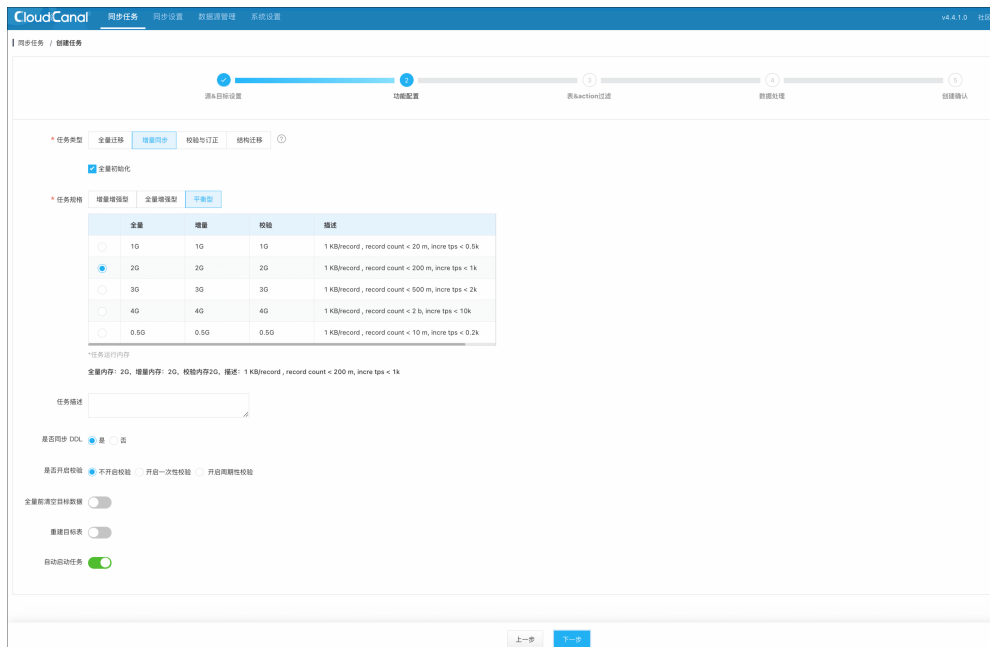 CloudCanal 同步任务 同步设置 数据源管理 系统设置 v4.4.1.0 社区
同步任务 / 创建任务
2 3 4 5
源&目标设置 功能配置 表&action过滤 数据处理 创建确认
* 任务类型 全量迁移 增量同步 校验与订正 结构迁移 ?
全量初始化
* 任务规格 增量增强型 全量增强型 平衡型
全量 增量 校验 描述
1G 1G 1G 1 KB/record , record count < 20 m, incre tps < 0.5k
2G 2G 2G 1 KB/record , record count < 200 m, incre tps < 1k
3G 3G 3G 1 KB/record , record count < 500 m, incre tps < 2k
4G 4G 4G 1 KB/record , record count < 2 b, incre tps < 10k
0.5G 0.5G 0.5G 1 KB/record , record count < 10 m, incre tps < 0.2k
*任务运行内存
全量内存：2G，增量内存：2G，校验内存2G，描述：1 KB/record , record count < 200 m, incre tps < 1k
任务描述
是否同步 DDL 是 否
是否开启校验 不开启校验 开启一次性校验 开启周期性校验
全量前清空目标数据
重建目标表
自动启动任务
上一步 下一步